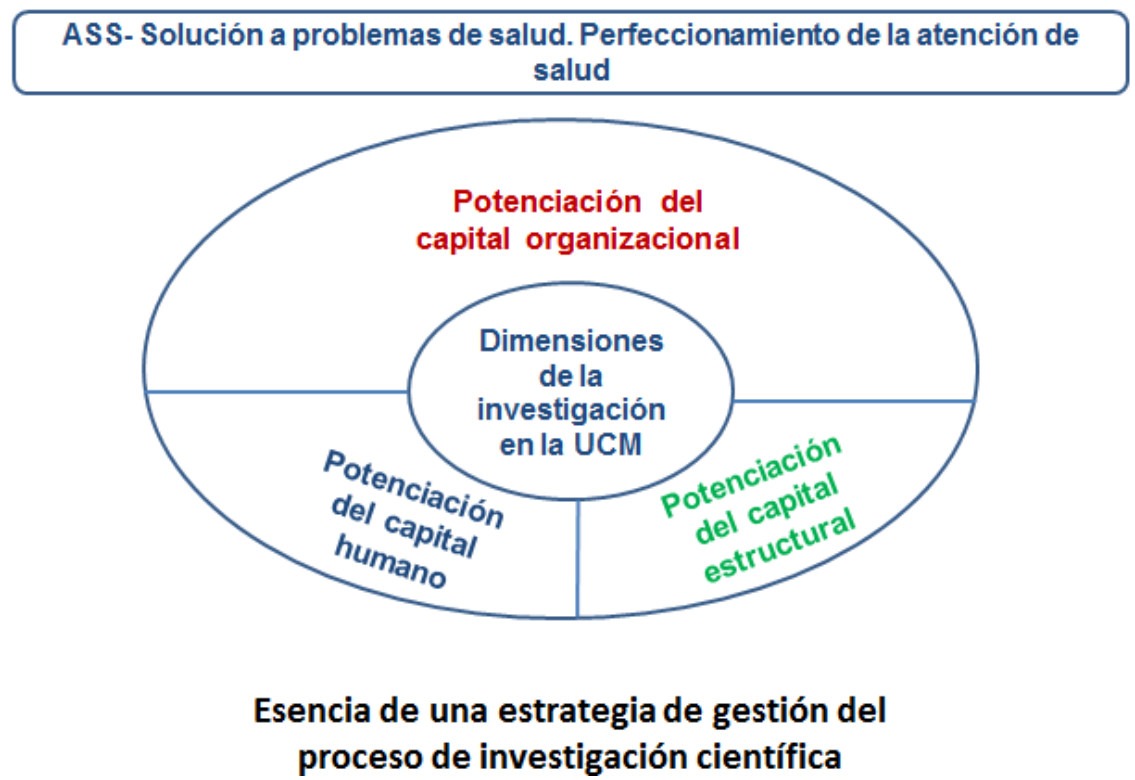 ASS- Solución a problemas de salud. Perfeccionamiento de la atención de
salud
Potenciación del
capital organizacional
Dimensiones
de la
investigación
en la UCM
Potenciación
del capital
humano
Potenciación
del capital
estructural
Esencia de una estrategia de gestión del
proceso de investigación científica